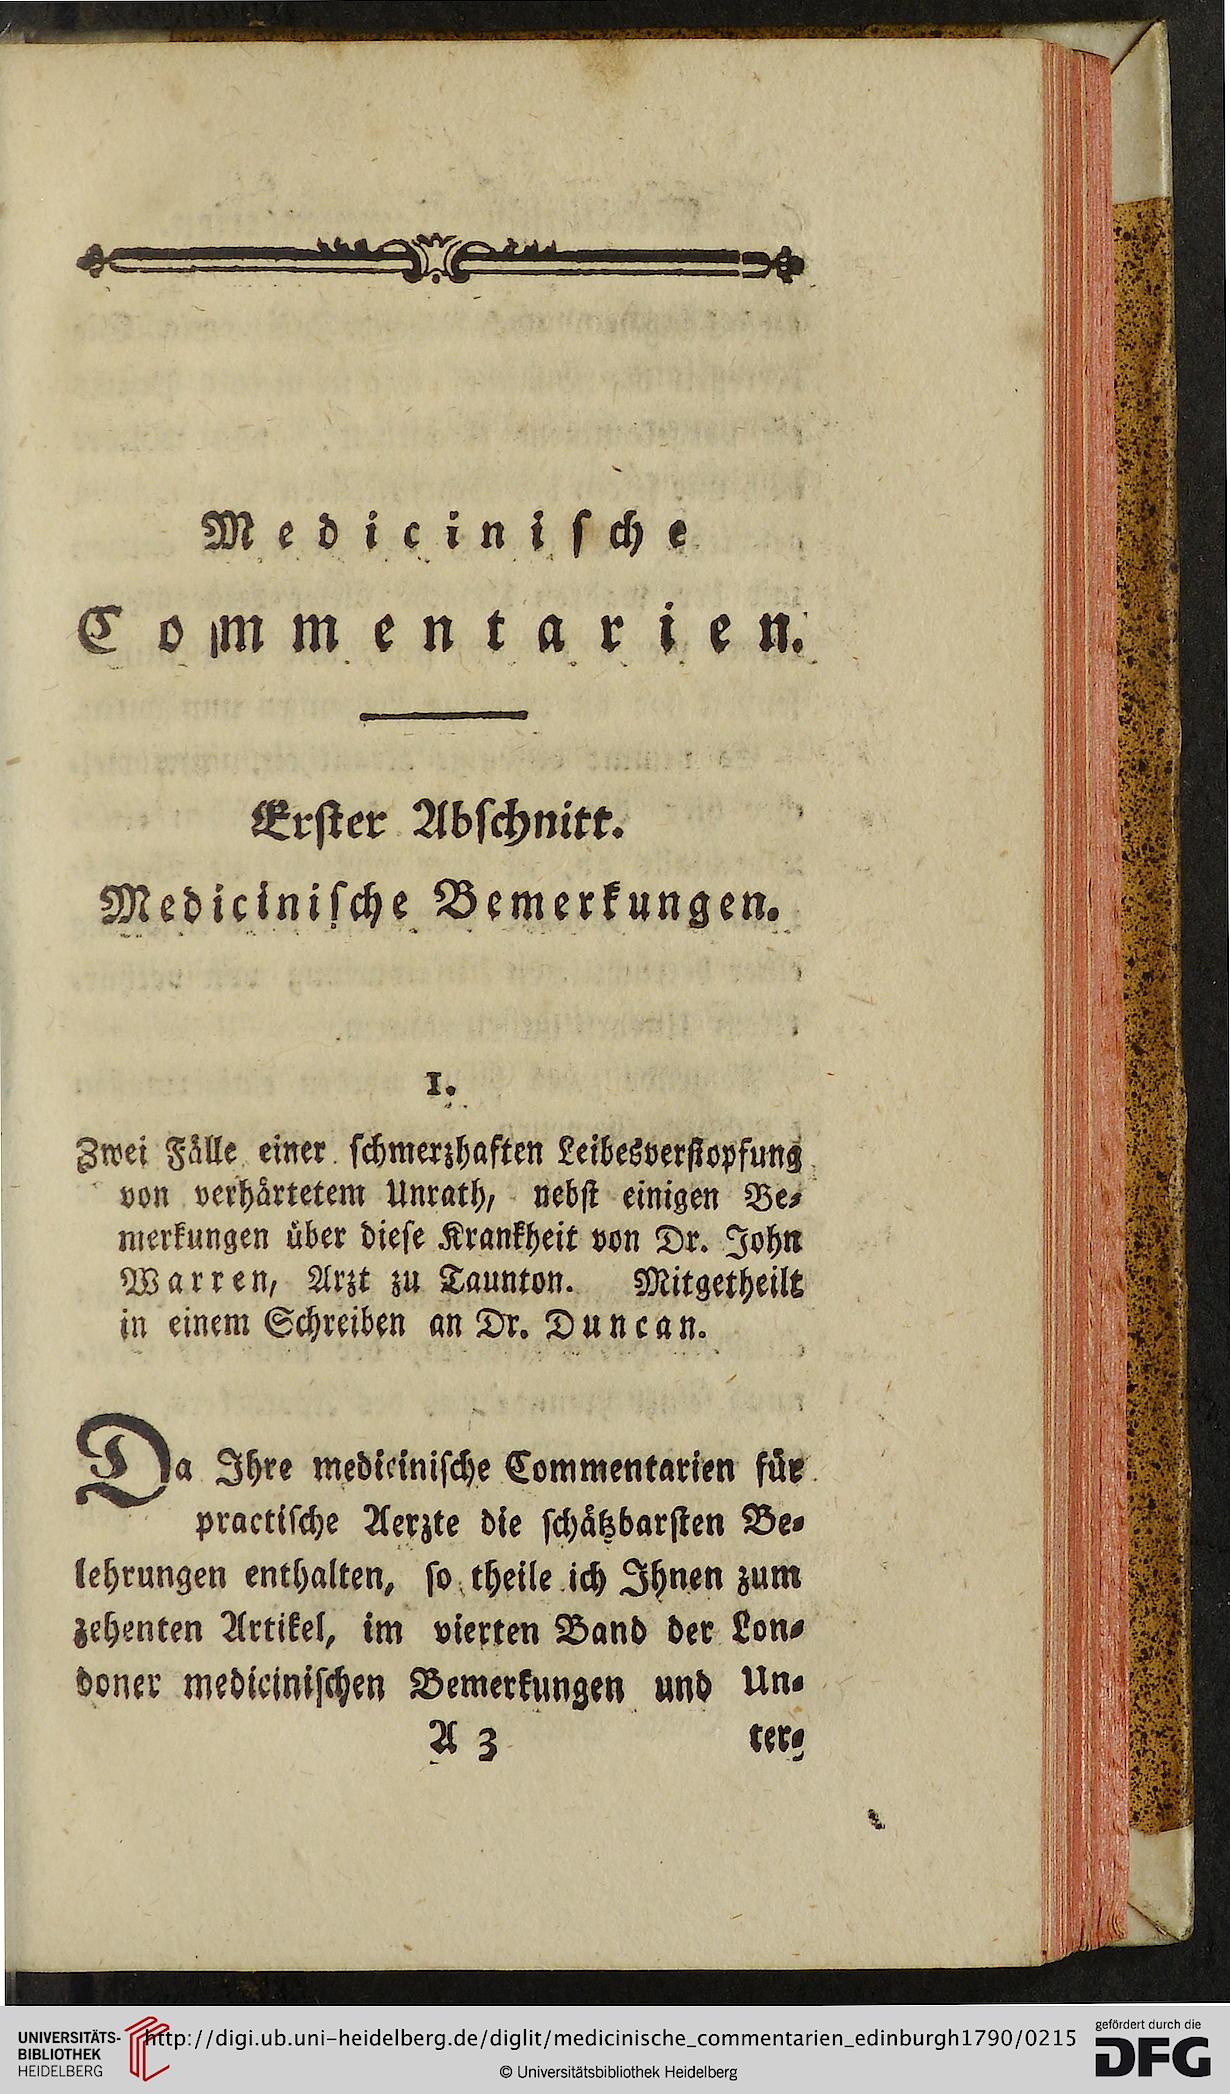 Medicinische
Commentarien.
Erster Abschnitt.
Medicinische Bemerkungen.
1.
Zwei Fälle einer schmerzhaften Leibesverstopfung
von verhärtetem Unrath, nebst einigen Be-
merkungen über diese Krankheit von Dr. John
Warren, Arzt zu Taunton. Mitgetheilt
in einem Schreiben an Dr. Duncan.
Da Ihre medicinische Commentarien für
practische Aerzte die schätzbarsten Be-
lehrungen enthalten, so theile ich Ihnen zum
zehenten Artikel, im vierten Band der Lon-
doner medicinischen Bemerkungen und Un-
A 3 ter-
UNIVERSITÄTS-
BIBLIOTHEK
HEIDELBERG
http://digi.ub.uni-heidelberg.de/diglit/medicinische_commentarien_edinburgh1790/0215
© Universitätsbibliothek Heidelberg
gefördert durch die
DFG